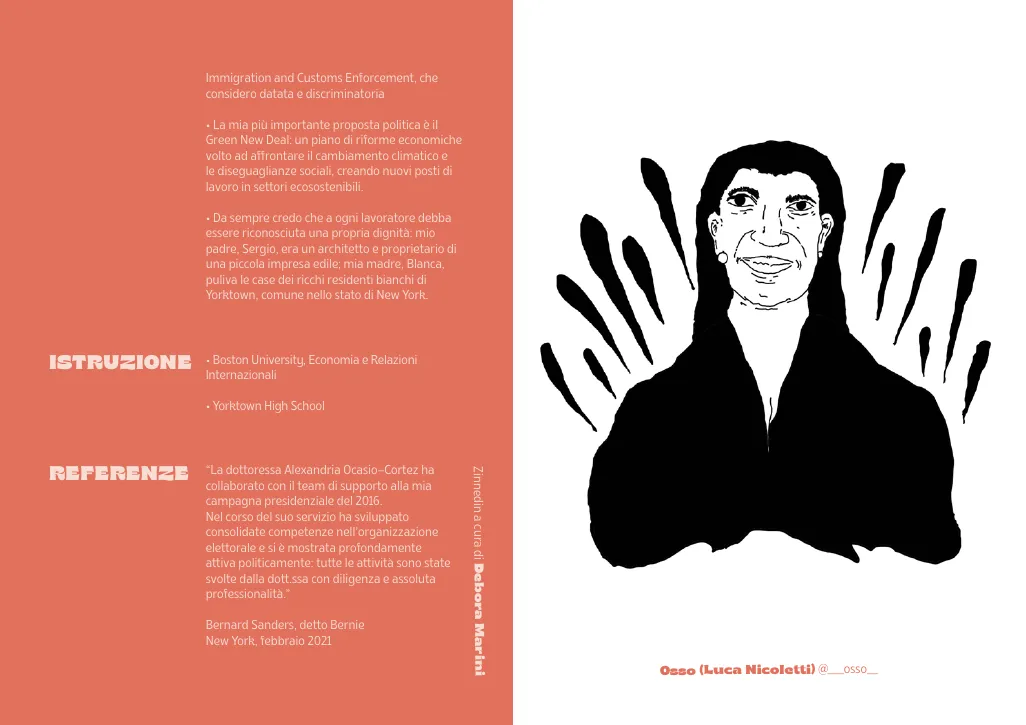 Immigration and Customs Enforcement, che
considero datata e discriminatoria
• La mia più importante proposta politica è il
Green New Deal: un piano di riforme economiche
volto ad affrontare il cambiamento climatico e
le diseguaglianze sociali, creando nuovi posti di
lavoro in settori ecosostenibili.
• Da sempre credo che a ogni lavoratore debba
essere riconosciuta una propria dignità: mio
padre, Sergio, era un architetto e proprietario di
una piccola impresa edile; mia madre, Blanca,
puliva le case dei ricchi residenti bianchi di
Yorktown, comune nello stato di New York.
ISTRUZIONE
• Boston University, Economia e Relazioni
Internazionali
• Yorktown High School
REFERENZE
“La dottoressa Alexandria Ocasio-Cortez ha
collaborato con il team di supporto alla mia
campagna presidenziale del 2016.
Nel corso del suo servizio ha sviluppato
consolidate competenze nell'organizzazione
elettorale e si è mostrata profondamente
attiva politicamente: tutte le attività sono state
svolte dalla dott.ssa con diligenza e assoluta
professionalità.”
Bernard Sanders, detto Bernie
New York, febbraio 2021
Zinnedin a cura di Debora Marini
Osso (Luca Nicoletti) @___osso__